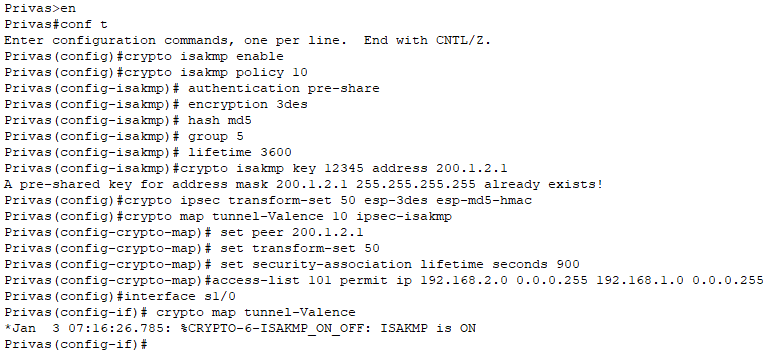 Privas>en
Privas#conf t
Enter configuration commands, one per line.  End with CNTL/Z.
Privas(config)#crypto isakmp enable
Privas(config)#crypto isakmp policy 10
Privas(config-isakmp)# authentication pre-share
Privas(config-isakmp)# encryption 3des
Privas(config-isakmp)# hash md5
Privas(config-isakmp)# group 5
Privas(config-isakmp)# lifetime 3600
Privas(config-isakmp)#crypto isakmp key 12345 address 200.1.2.1
A pre-shared key for address mask 200.1.2.1 255.255.255.255 already exists!
Privas(config)#crypto ipsec transform-set 50 esp-3des esp-md5-hmac
Privas(config)#crypto map tunnel-Valence 10 ipsec-isakmp
Privas(config-crypto-map)# set peer 200.1.2.1
Privas(config-crypto-map)# set transform-set 50
Privas(config-crypto-map)# set security-association lifetime seconds 900
Privas(config-crypto-map)#access-list 101 permit ip 192.168.2.0 0.0.0.255 192.168.1.0 0.0.0.255
Privas(config)#interface s1/0
Privas(config-if)# crypto map tunnel-Valence
*Jan  3 07:16:26.785: %CRYPTO-6-ISAKMP_ON_OFF: ISAKMP is ON
Privas(config-if)#